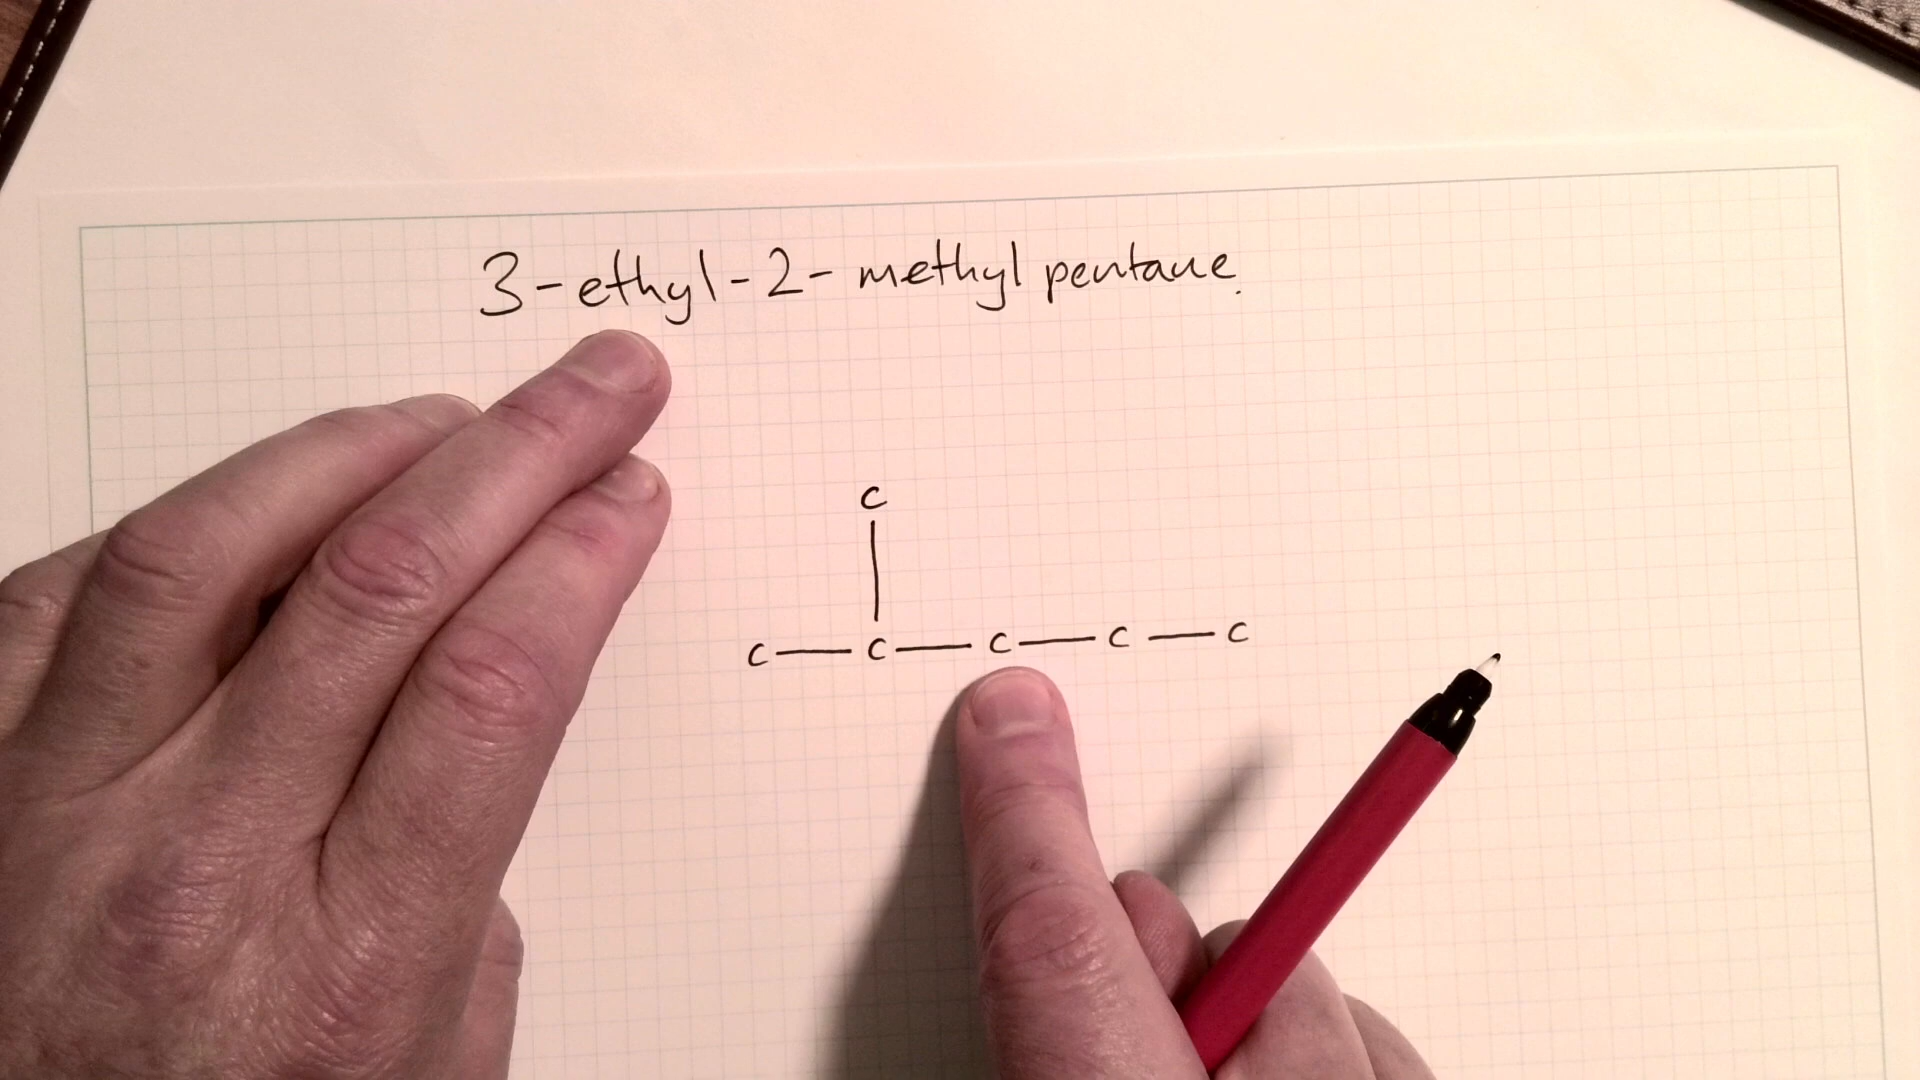 3-ethyl-2-methyl pentane.
C
C — C — C — C — C